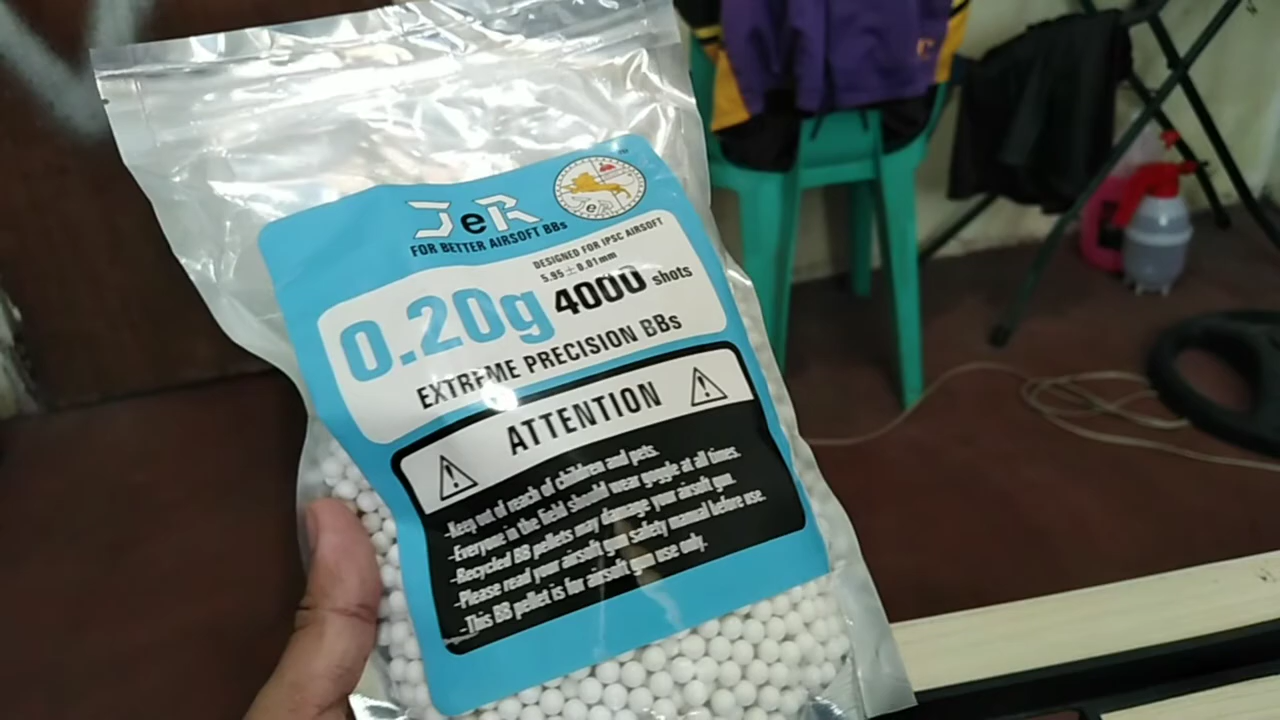 JeR
TM
FOR BETTER AIRSOFT BBs
JeR
DESIGNED FOR IPSC AIRSOFT
5.95±0.01mm
0.20g 4000 shots
EXTREME PRECISION BBs
ATTENTION
-Keep out of reach of children and pets.
-Everyone in the field should wear goggle at all times.
-Recycled BB pellets may damage your airsoft gun.
-Please read your airsoft gun safety manual before use.
-This BB pellet is for airsoft gun use only.